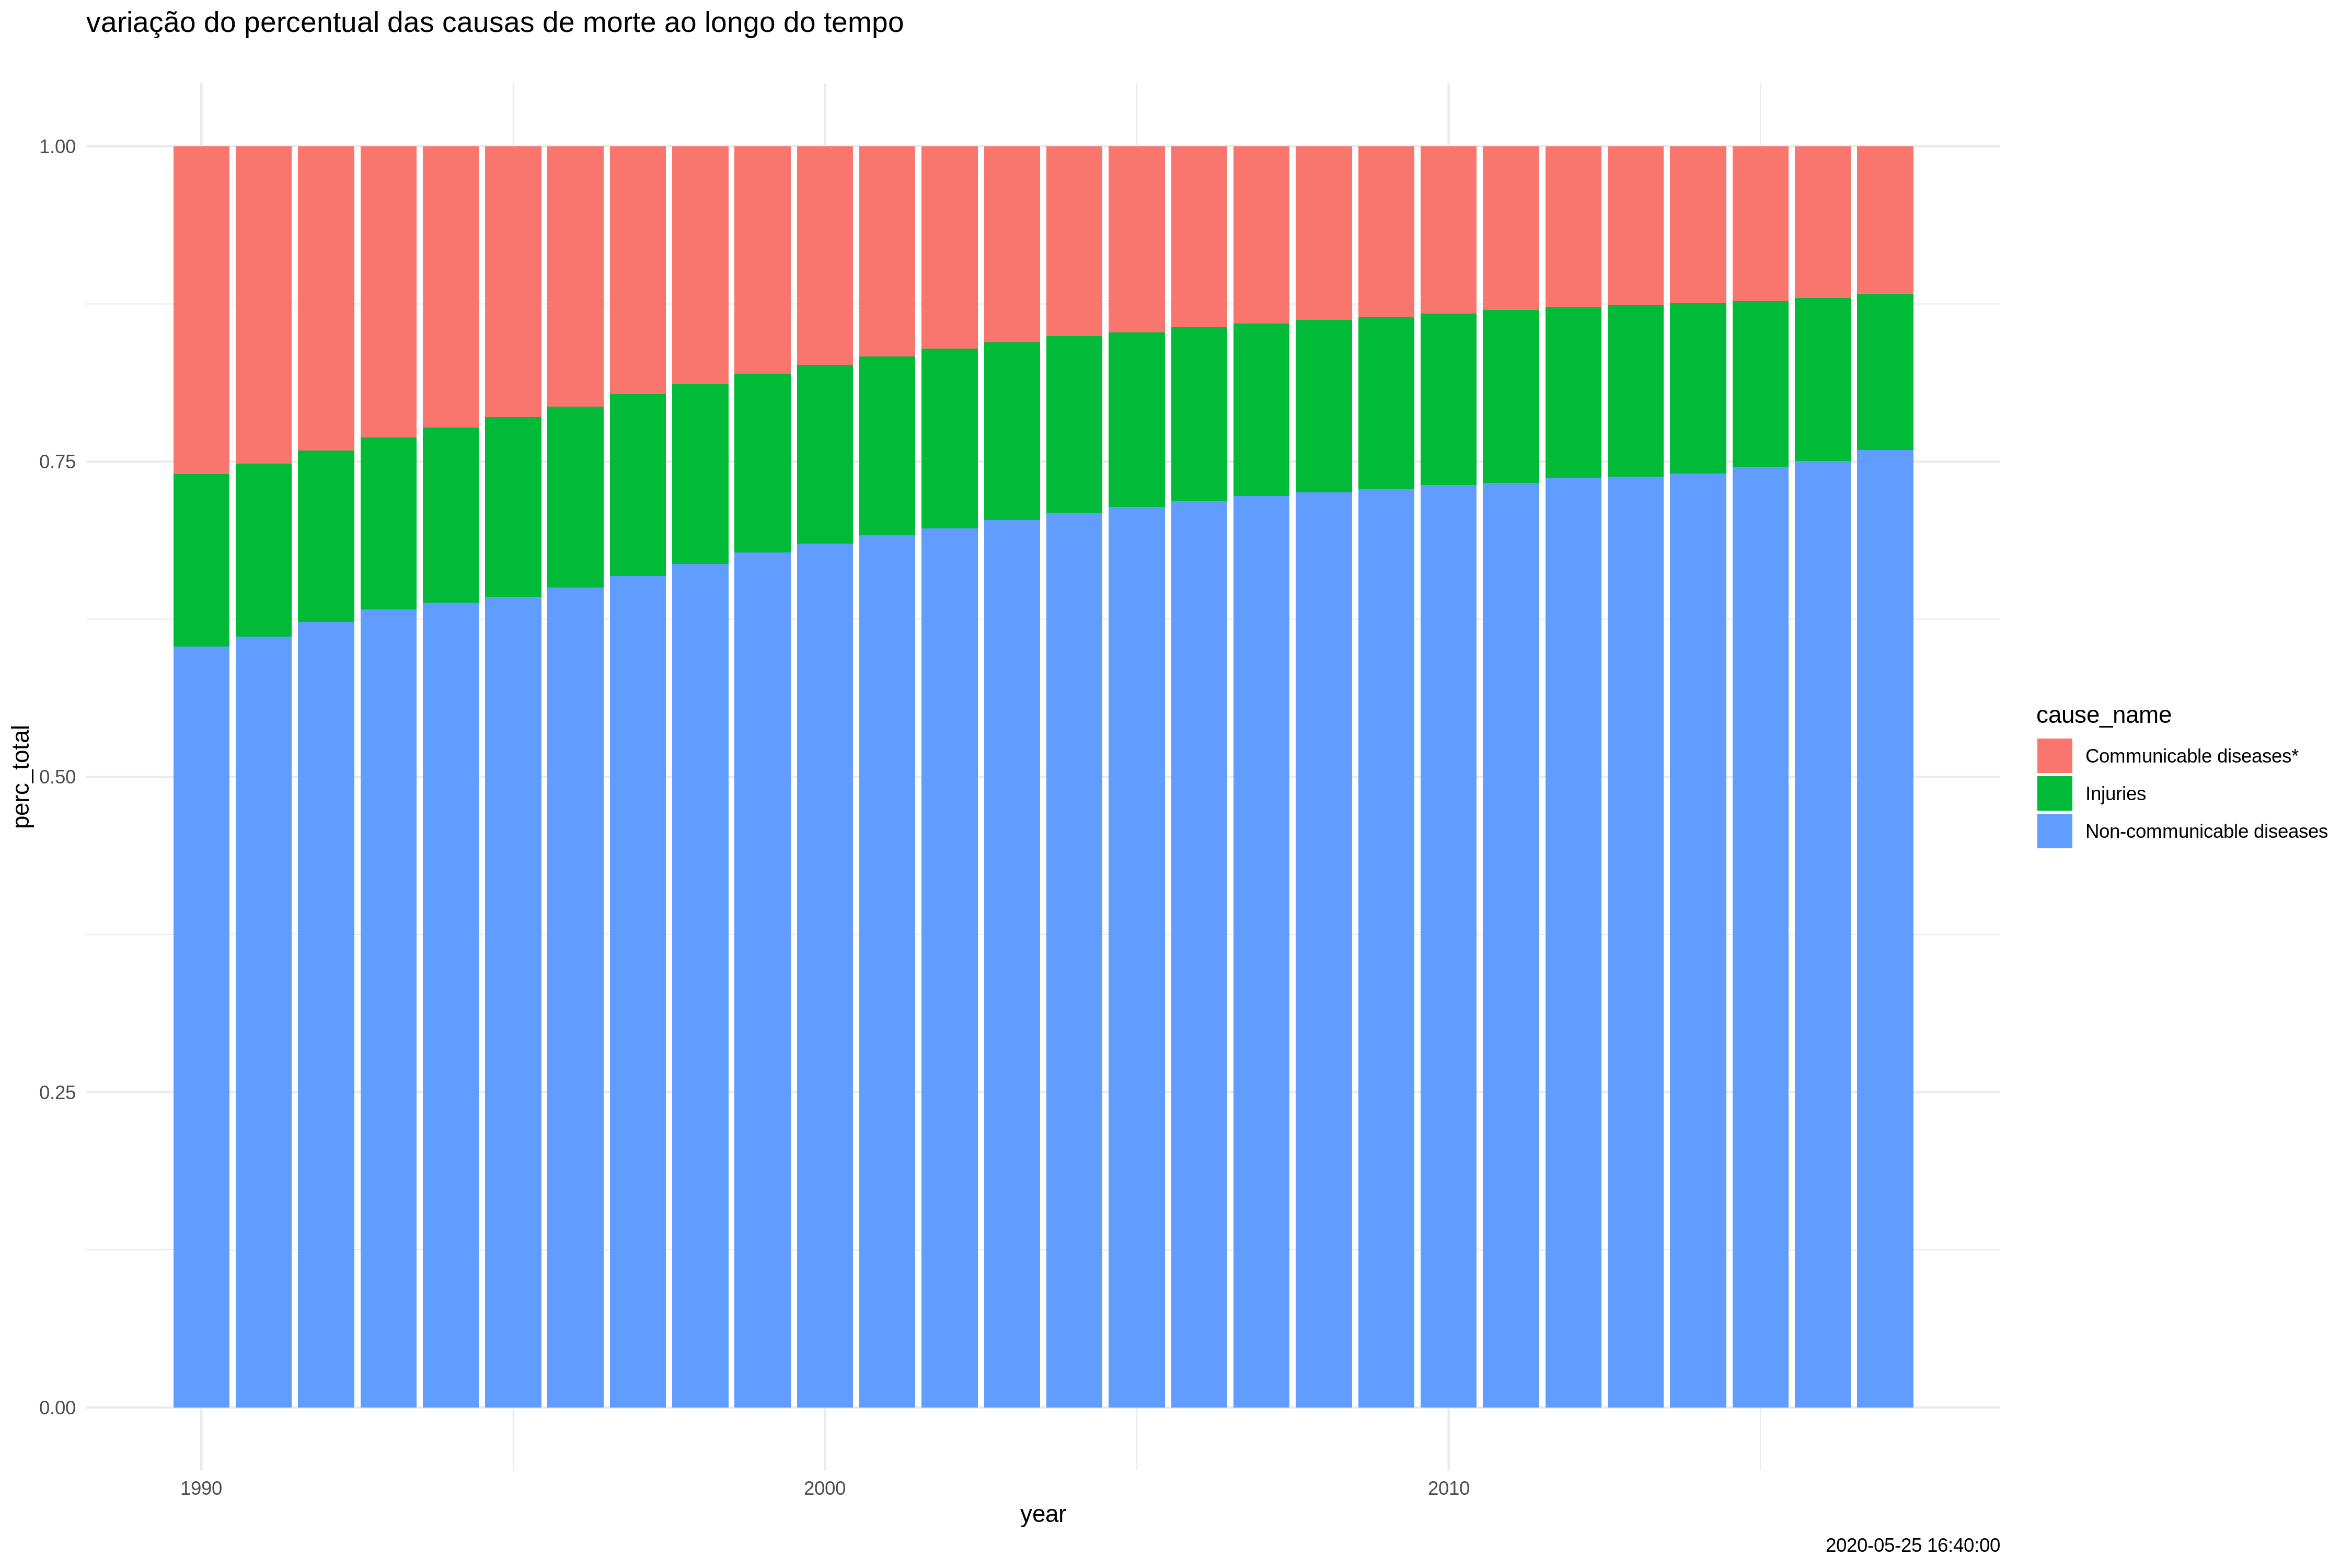 variação do percentual das causas de morte ao longo do tempo
1.00
0.75
0.50
0.25
0.00
perc_total
1990
2000
2010
year
cause_name
Communicable diseases*
Injuries
Non-communicable diseases
2020-05-25 16:40:00